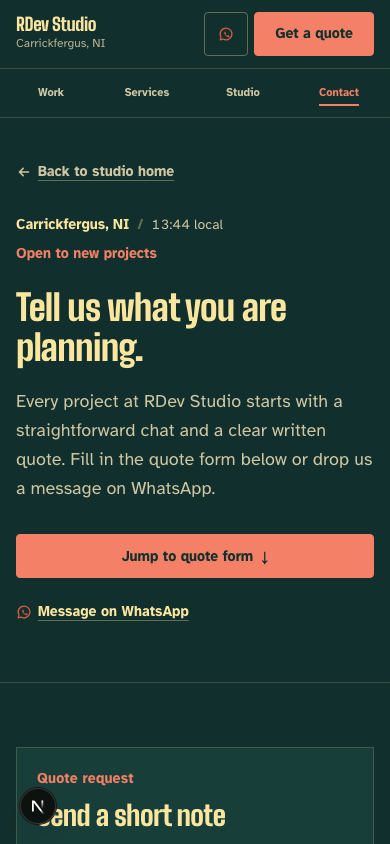 RDev Studio
Carrickfergus, NI
Get a quote
Work
Services
Studio
Contact
← Back to studio home
Carrickfergus, NI / 13:44 local
Open to new projects
Tell us what you are
planning.
Every project at RDev Studio starts with a
straightforward chat and a clear written
quote. Fill in the quote form below or drop us
a message on WhatsApp.
Jump to quote form ↓
Message on WhatsApp
Quote request
Send a short note
N